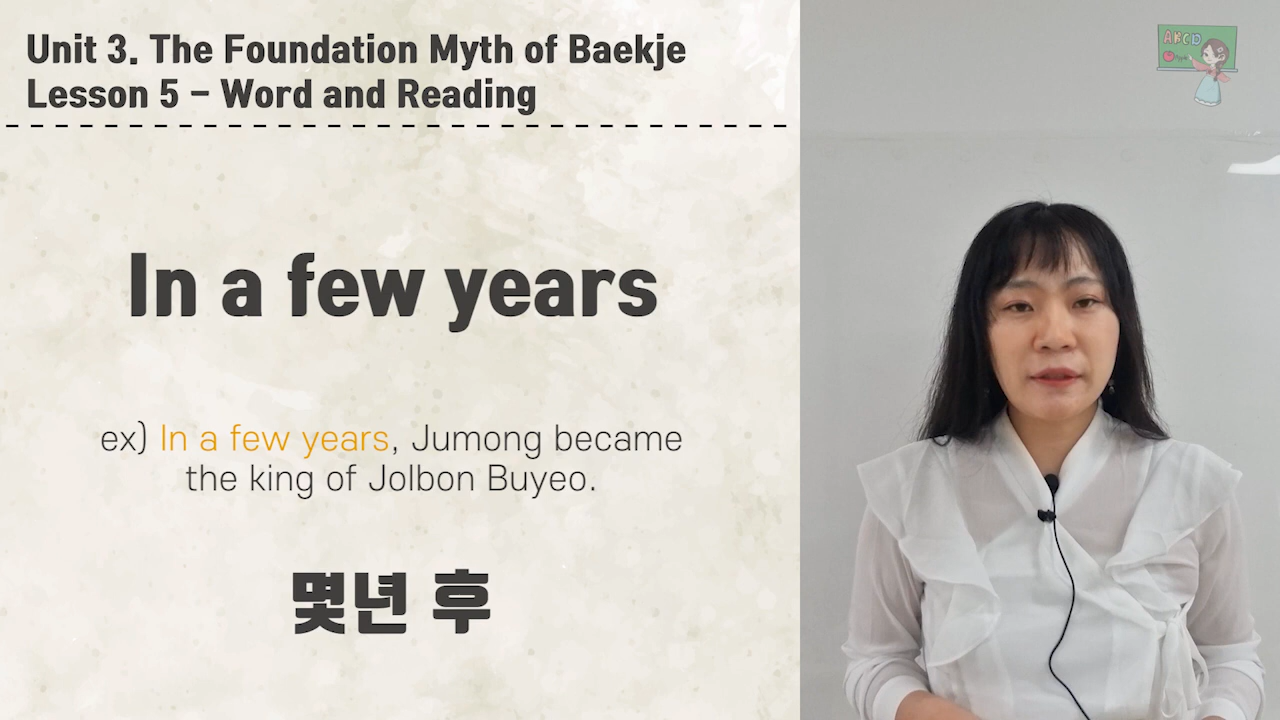 Unit 3. The Foundation Myth of Baekje
Lesson 5 - Word and Reading
ABCD
In a few years
ex) In a few years, Jumong became
the king of Jolbon Buyeo.
몇년 후